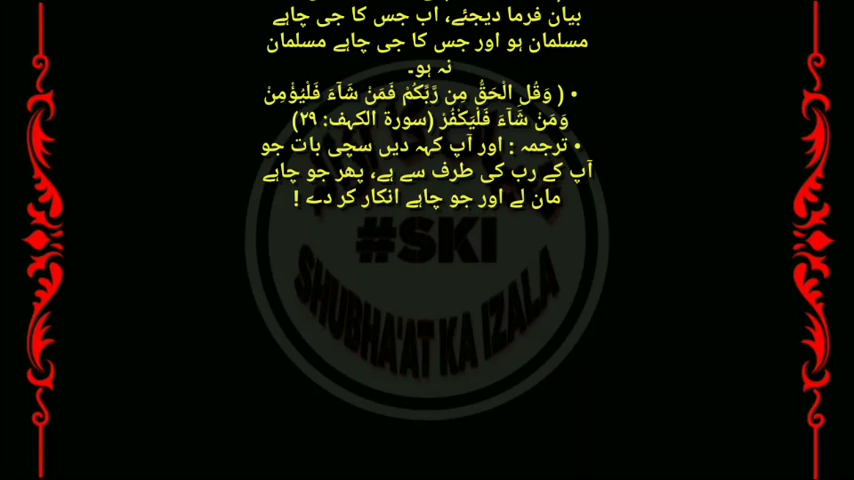 بیان فرما دیجئے، اب جس کا جی چاہے
مسلمان ہو اور جس کا جی چاہے مسلمان
نہ ہو۔
• ( وَقُلِ الْحَقُّ مِن رَّبِّكُمْ فَمَنْ شَآءَ فَلْيُؤْمِنْ
وَمَنْ شَآءَ فَلْيَكْفُرْ (سورة الكهف: ٢٩)
• ترجمہ : اور آپ کہہ دیں سچی بات جو
آپ کے رب کی طرف سے ہے، پھر جو چاہے
مان لے اور جو چاہے انکار کر دے !
#SKI
SHUBHA'AT KA IZALA